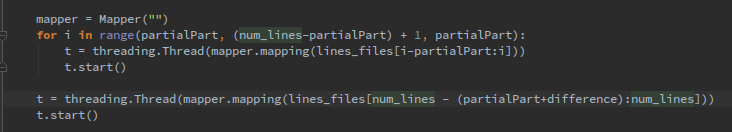 mapper = Mapper("")
for i in range(partialPart, (num_lines-partialPart) + 1, partialPart):
    t = threading.Thread(mapper.mapping(lines_files[i-partialPart:i]))
    t.start()

t = threading.Thread(mapper.mapping(lines_files[num_lines - (partialPart+difference):num_lines]))
t.start()